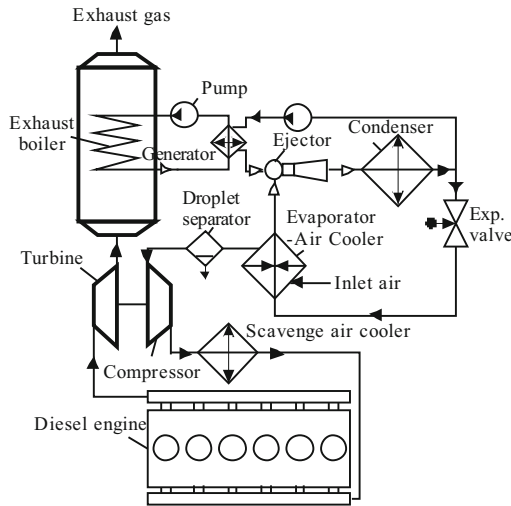 Exhaust gas
Pump
Exhaust
boiler
Generator
Ejector
Condenser
Droplet
separator
Evaporator
-Air Cooler
Exp.
valve
Turbine
Inlet air
Scavenge air cooler
Compressor
Diesel engine